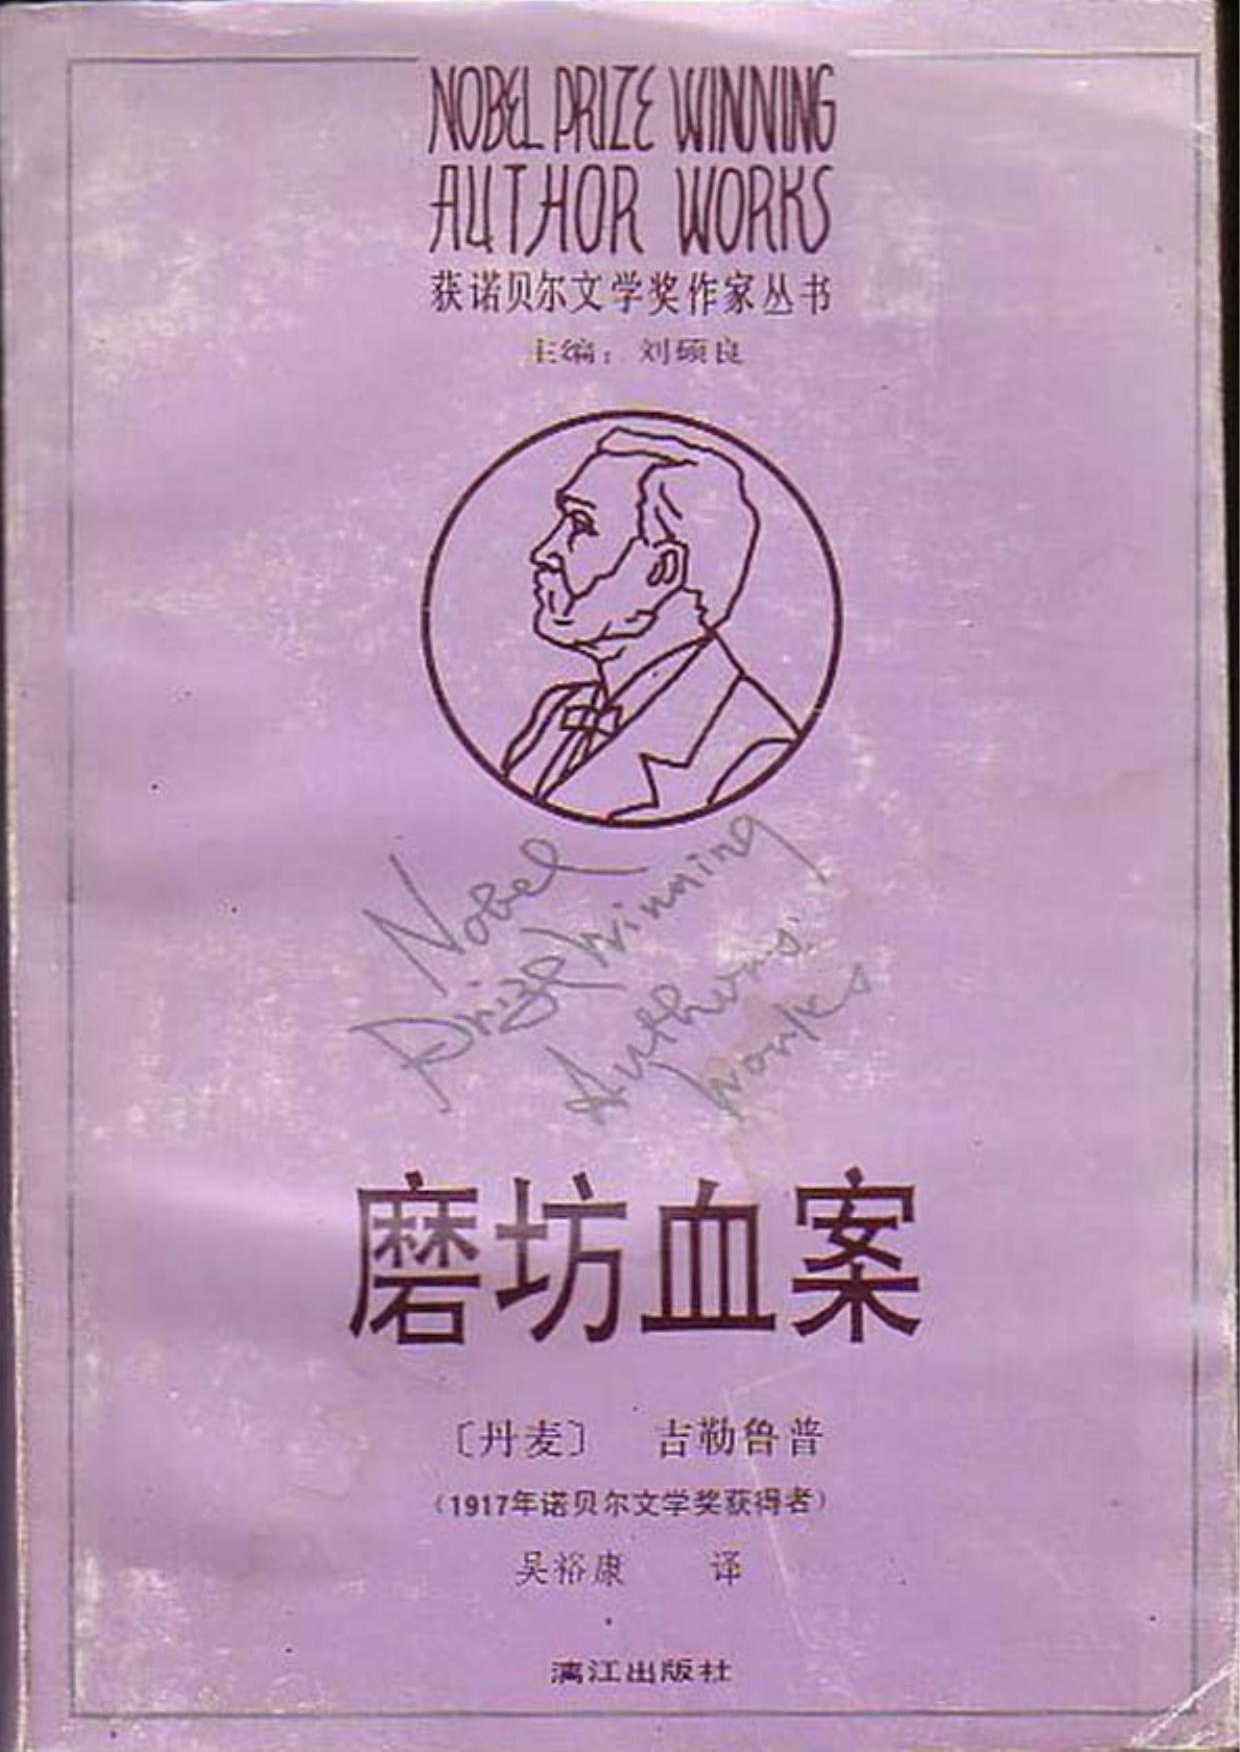 NOBEL PRIZE WINNING
AUTHOR WORKS
获诺贝尔文学奖作家丛书
主编：刘硕良
Nobel
Prize Winning
Authors'
works
磨坊血案
〔丹麦〕 吉勒鲁普
（1917年诺贝尔文学奖获得者）
吴裕康 译
漓江出版社